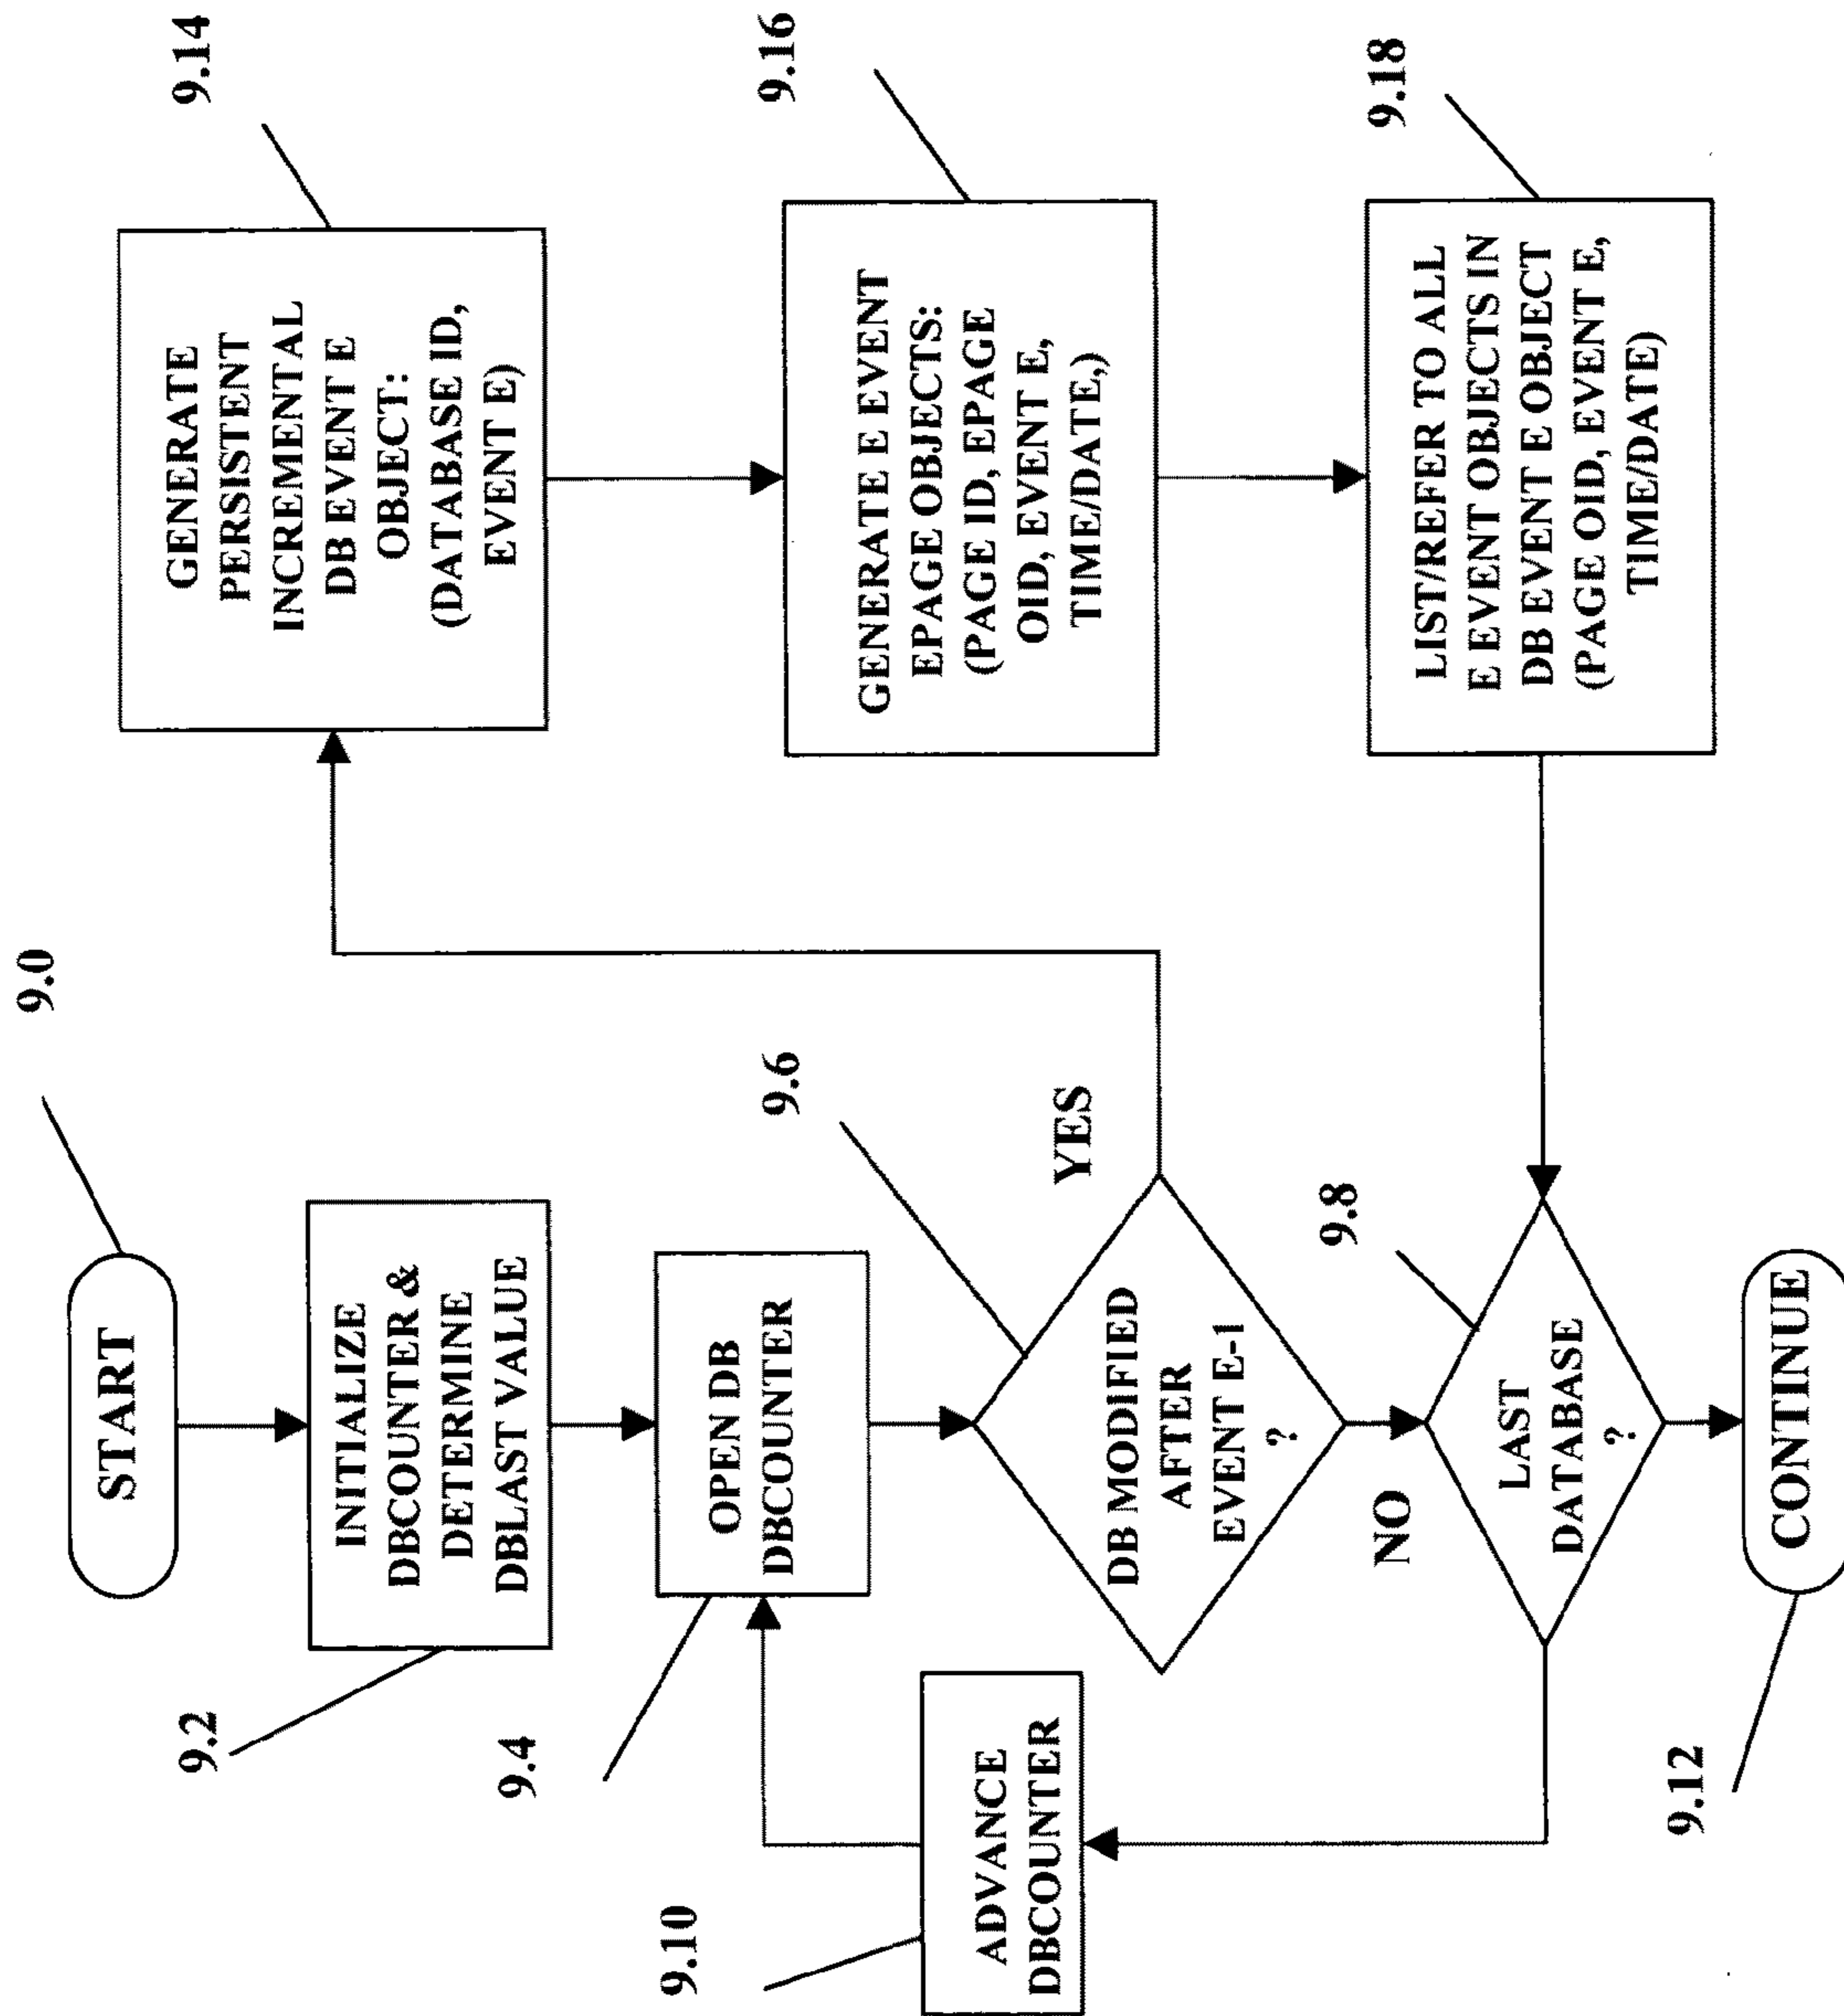 9.0
START
9.2
INITIALIZE
DBCOUNTER &
DETERMINE
DBLAST VALUE
9.4
OPEN DB
DBCOUNTER
9.6
DB MODIFIED
AFTER
EVENT E-1
?
YES
NO
9.8
LAST
DATABASE
?
9.10
ADVANCE
DBCOUNTER
9.12
CONTINUE
9.14
GENERATE
PERSISTENT
INCREMENTAL
DB EVENT E
OBJECT:
(DATABASE ID,
EVENT E)
9.16
GENERATE E EVENT
EPAGE OBJECTS:
(PAGE ID, EPAGE
OID, EVENT E,
TIME/DATE,)
9.18
LIST/REFER TO ALL
E EVENT OBJECTS IN
DB EVENT E OBJECT
(PAGE OID, EVENT E,
TIME/DATE)